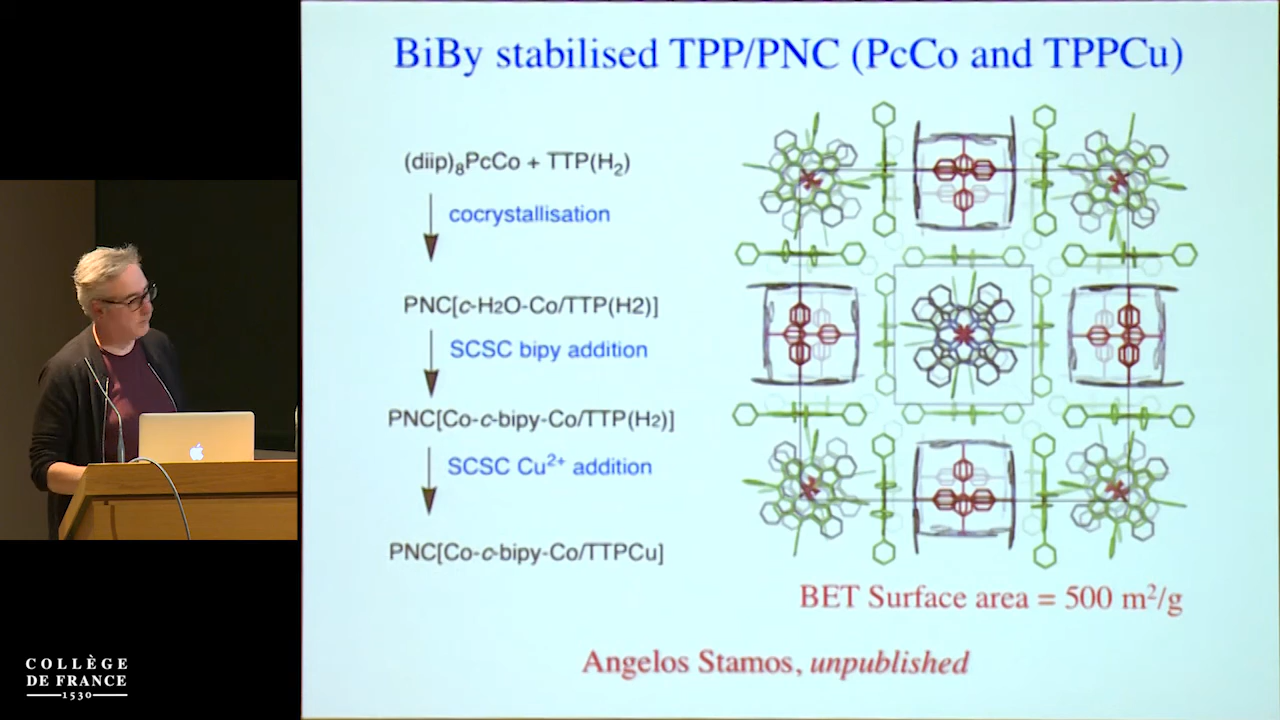 BiBy stabilised TPP/PNC (PcCo and TPPCu)
(diip)₈PcCo + TTP(H₂)
cocrystallisation
PNC[c-H2O-Co/TTP(H2)]
SCSC bipy addition
PNC[Co-c-bipy-Co/TTP(H₂)]
SCSC Cu²⁺ addition
PNC[Co-c-bipy-Co/TTPCu]
BET Surface area = 500 m²/g
Angelos Stamos, unpublished
COLLÈGE
DE FRANCE
1530